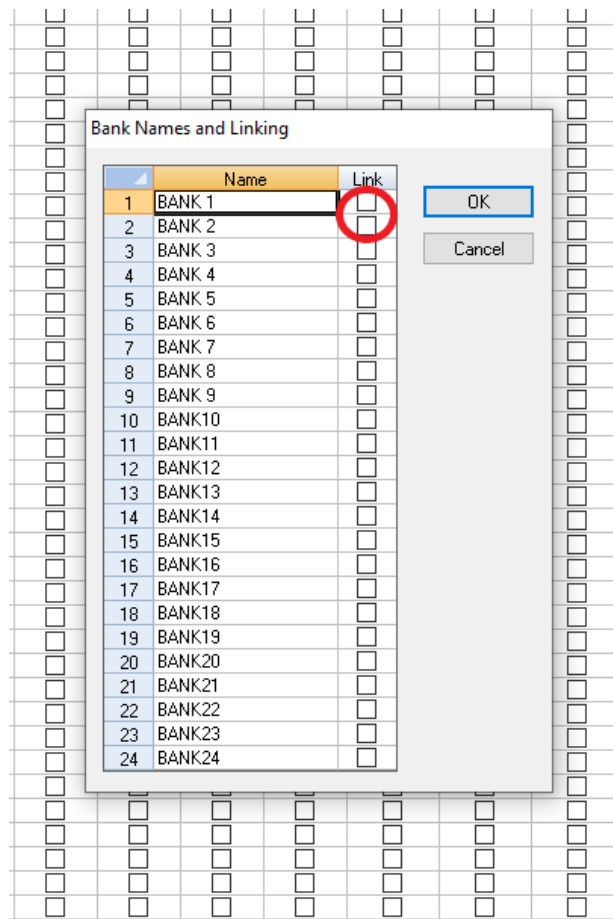 Bank Names and Linking
Name Link
1 BANK 1
OK
2 BANK 2
3 BANK 3
Cancel
4 BANK 4
5 BANK 5
6 BANK 6
7 BANK 7
8 BANK 8
9 BANK 9
10 BANK10
11 BANK11
12 BANK12
13 BANK13
14 BANK14
15 BANK15
16 BANK16
17 BANK17
18 BANK18
19 BANK19
20 BANK20
21 BANK21
22 BANK22
23 BANK23
24 BANK24